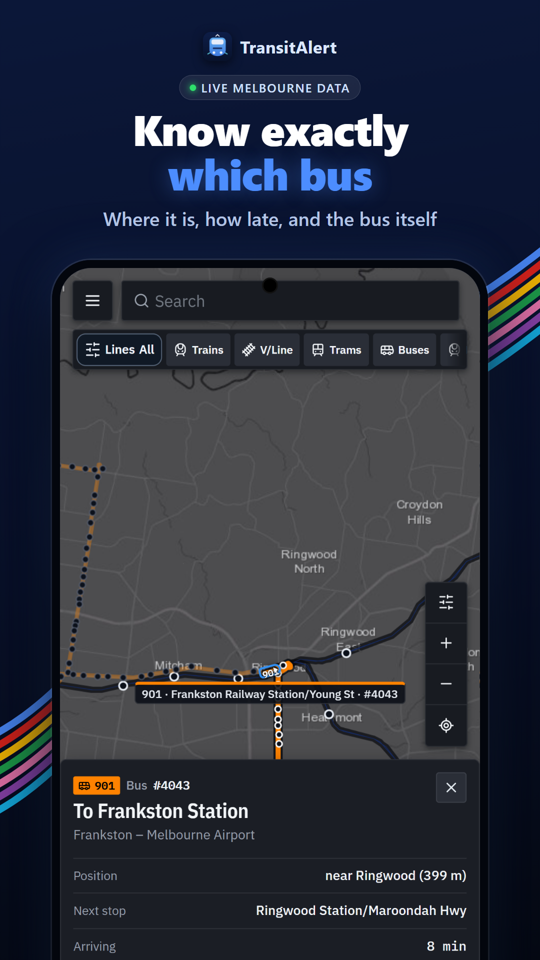 TransitAlert
LIVE MELBOURNE DATA
Know exactly
which bus
Where it is, how late, and the bus itself
Search
Lines All
Trains
V/Line
Trams
Buses
Croydon
Hills
Ringwood
North
Ringwood
Mitcham
901
901 · Frankston Railway Station/Young St · #4043
Heathmont
901 Bus #4043
To Frankston Station
Frankston – Melbourne Airport
Position near Ringwood (399 m)
Next stop Ringwood Station/Maroondah Hwy
Arriving 8 min